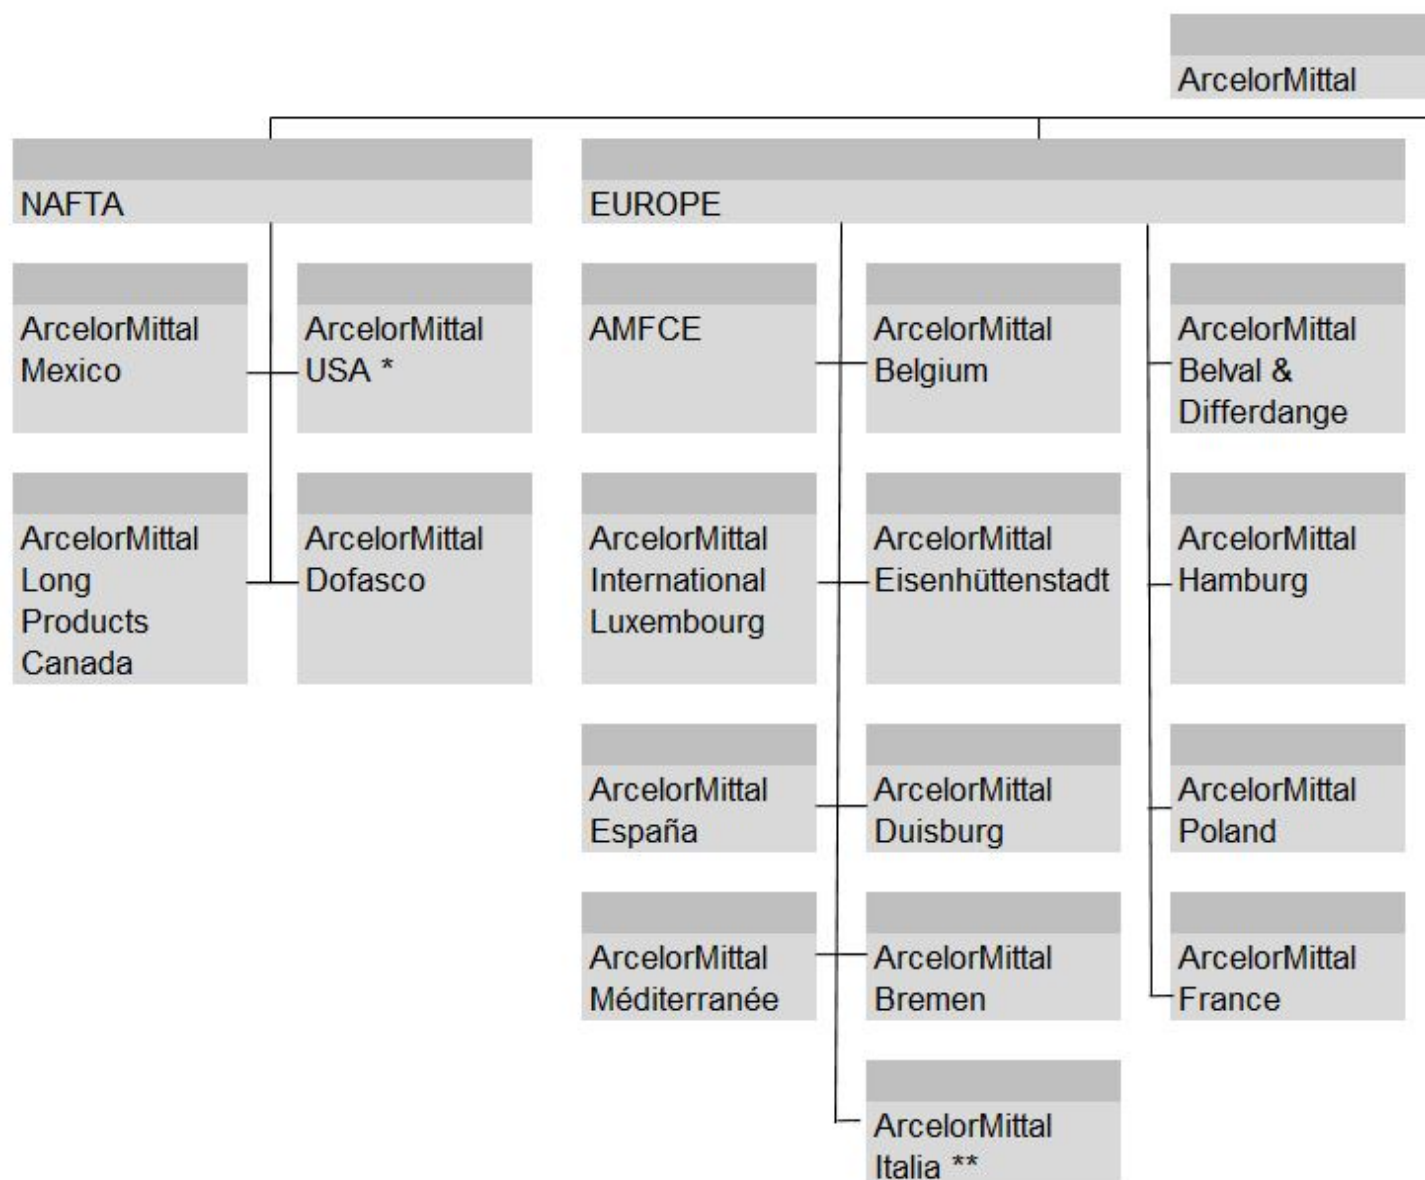 ArcelorMittal
NAFTA
EUROPE
ArcelorMittal
Mexico
ArcelorMittal
USA *
AMFCE
ArcelorMittal
Belgium
ArcelorMittal
Belval &
Differdange
ArcelorMittal
Long
Products
Canada
ArcelorMittal
Dofasco
ArcelorMittal
International
Luxembourg
ArcelorMittal
Eisenhüttenstadt
ArcelorMittal
Hamburg
ArcelorMittal
España
ArcelorMittal
Duisburg
ArcelorMittal
Poland
ArcelorMittal
Méditerranée
ArcelorMittal
Bremen
ArcelorMittal
France
ArcelorMittal
Italia **